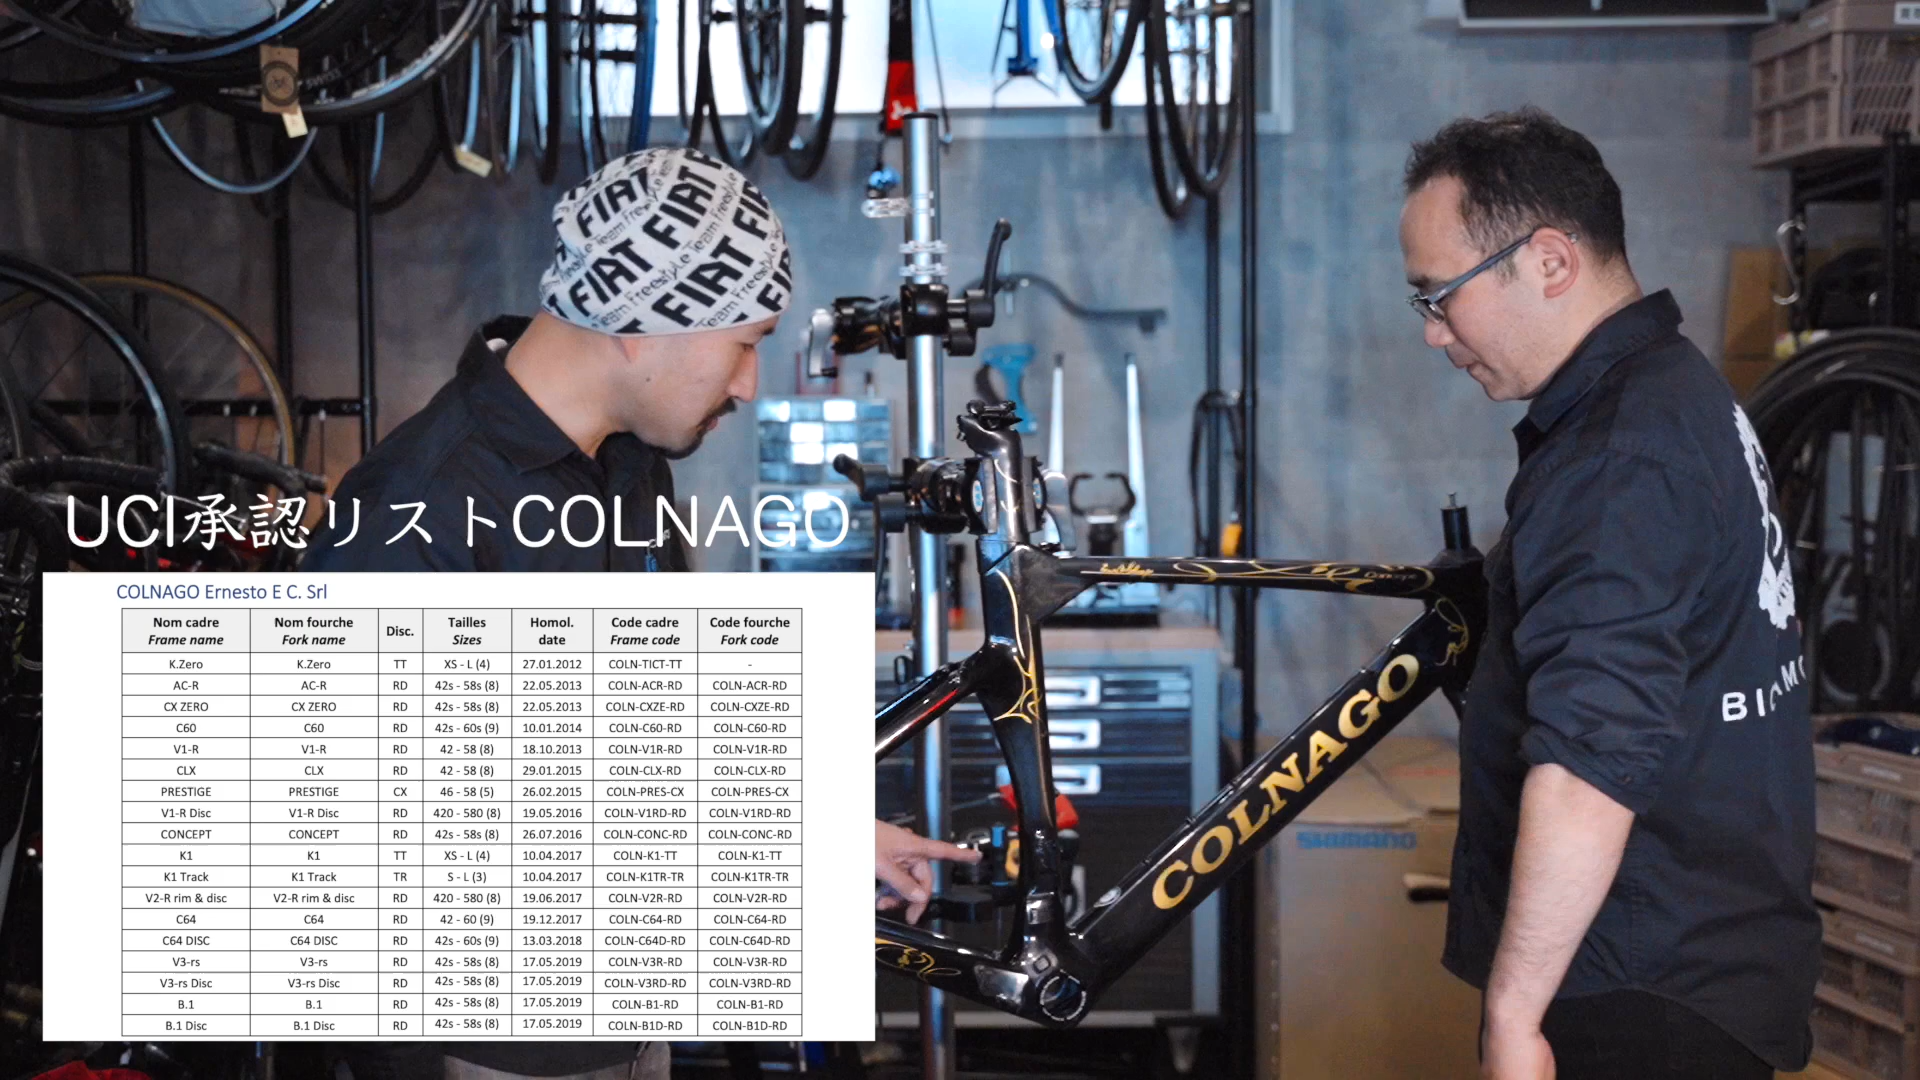 FIAT FIAT FIAT
Team Freestyle
UCI承認リストCOLNAGO
COLNAGO Ernesto E C. Srl
Nom cadre Nom fourche Disc. Tailles Homol. Code cadre Code fourche
Frame name Fork name Sizes date Frame code Fork code
K.Zero K.Zero TT XS - L (4) 27.01.2012 COLN-TICT-TT -
AC-R AC-R RD 42s - 58s (8) 22.05.2013 COLN-ACR-RD COLN-ACR-RD
CX ZERO CX ZERO RD 42s - 58s (8) 22.05.2013 COLN-CXZE-RD COLN-CXZE-RD
C60 C60 RD 42s - 60s (9) 10.01.2014 COLN-C60-RD COLN-C60-RD
V1-R V1-R RD 42 - 58 (8) 18.10.2013 COLN-V1R-RD COLN-V1R-RD
CLX CLX RD 42 - 58 (8) 29.01.2015 COLN-CLX-RD COLN-CLX-RD
PRESTIGE PRESTIGE CX 46 - 58 (5) 26.02.2015 COLN-PRES-CX COLN-PRES-CX
V1-R Disc V1-R Disc RD 420 - 580 (8) 19.05.2016 COLN-V1RD-RD COLN-V1RD-RD
CONCEPT CONCEPT RD 42s - 58s (8) 26.07.2016 COLN-CONC-RD COLN-CONC-RD
K1 K1 TT XS - L (4) 10.04.2017 COLN-K1-TT COLN-K1-TT
K1 Track K1 Track TR S - L (3) 10.04.2017 COLN-K1TR-TR COLN-K1TR-TR
V2-R rim & disc V2-R rim & disc RD 420 - 580 (8) 19.06.2017 COLN-V2R-RD COLN-V2R-RD
C64 C64 RD 42 - 60 (9) 19.12.2017 COLN-C64-RD COLN-C64-RD
C64 DISC C64 DISC RD 42s - 60s (9) 13.03.2018 COLN-C64D-RD COLN-C64D-RD
V3-rs V3-rs RD 42s - 58s (8) 17.05.2019 COLN-V3R-RD COLN-V3R-RD
V3-rs Disc V3-rs Disc RD 42s - 58s (8) 17.05.2019 COLN-V3RD-RD COLN-V3RD-RD
B.1 B.1 RD 42s - 58s (8) 17.05.2019 COLN-B1-RD COLN-B1-RD
B.1 Disc B.1 Disc RD 42s - 58s (8) 17.05.2019 COLN-B1D-RD COLN-B1D-RD
Concept
COLNAGO
SHIMANO